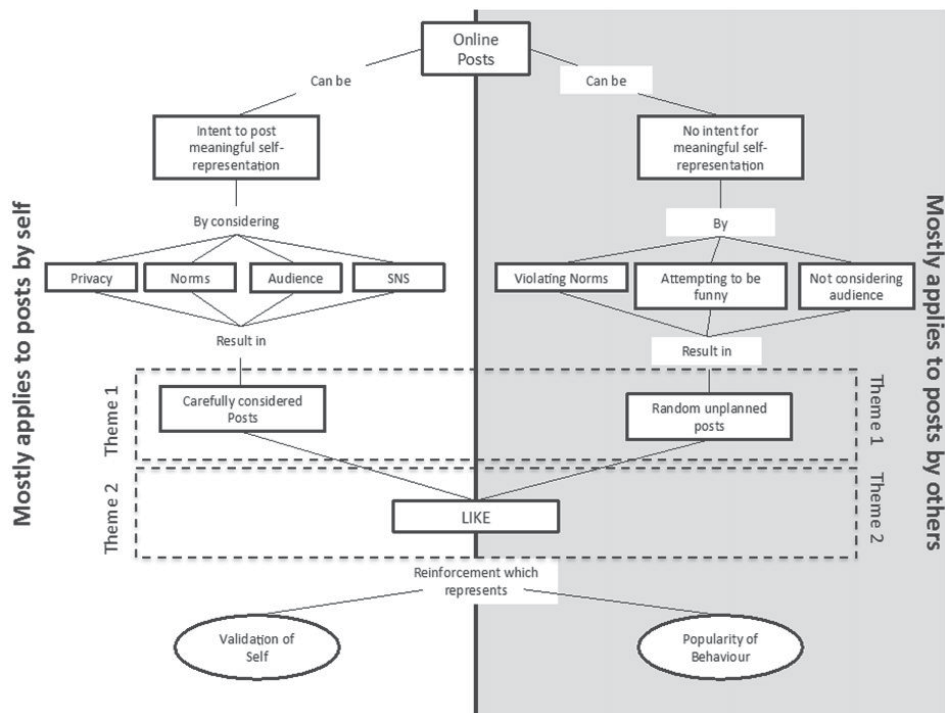 Online
Posts
Can be
Can be
Intent to post
meaningful self-
representation
No intent for
meaningful self-
representation
Mostly applies to posts by self
Mostly applies to posts by others
By considering
By
Privacy
Norms
Audience
SNS
Violating Norms
Attempting to be
funny
Not considering
audience
Result in
Result in
Theme 1
Carefully considered
Posts
Random unplanned
posts
Theme 1
Theme 2
LIKE
Theme 2
Reinforcement which
represents
Validation of
Self
Popularity of
Behaviour